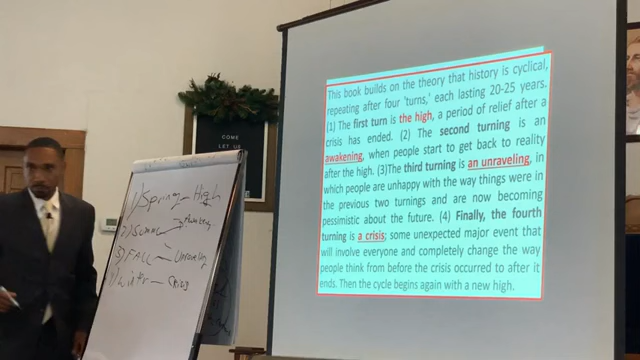 COME
LET US
1) Spring - High
2) Summ
3) FALL - Unraveling
- Crisis
This book builds on the theory that history is cyclical,
repeating after four 'turns,' each lasting 20-25 years.
(1) The first turn is the high, a period of relief after a
crisis has ended. (2) The second turning is an
awakening, when people start to get back to reality
after the high. (3)The third turning is an unraveling, in
which people are unhappy with the way things were in
the previous two turnings and are now becoming
pessimistic about the future. (4) Finally, the fourth
turning is a crisis; some unexpected major event that
will involve everyone and completely change the way
people think from before the crisis occurred to after it
ends. Then the cycle begins again with a new high.